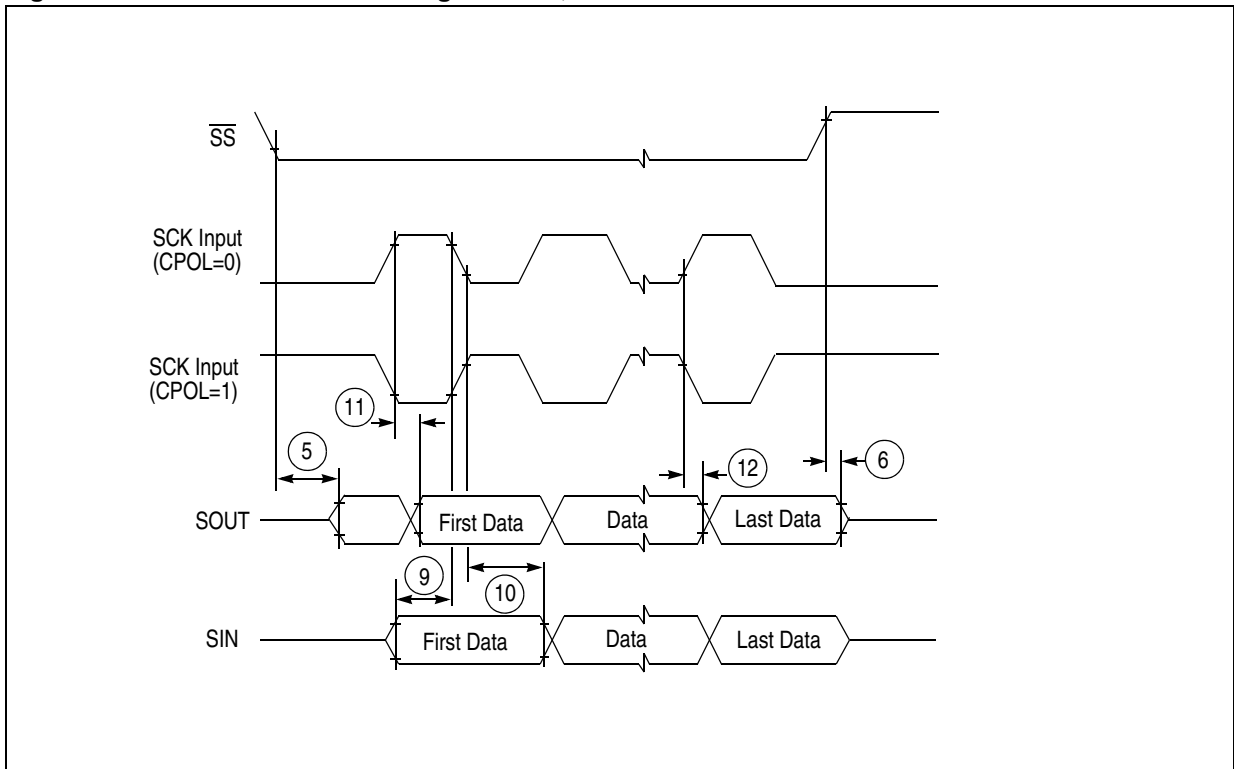 SS
SCK Input
(CPOL=0)
SCK Input
(CPOL=1)
11
5
12
6
SOUT
First Data
Data
Last Data
9
10
SIN
First Data
Data
Last Data